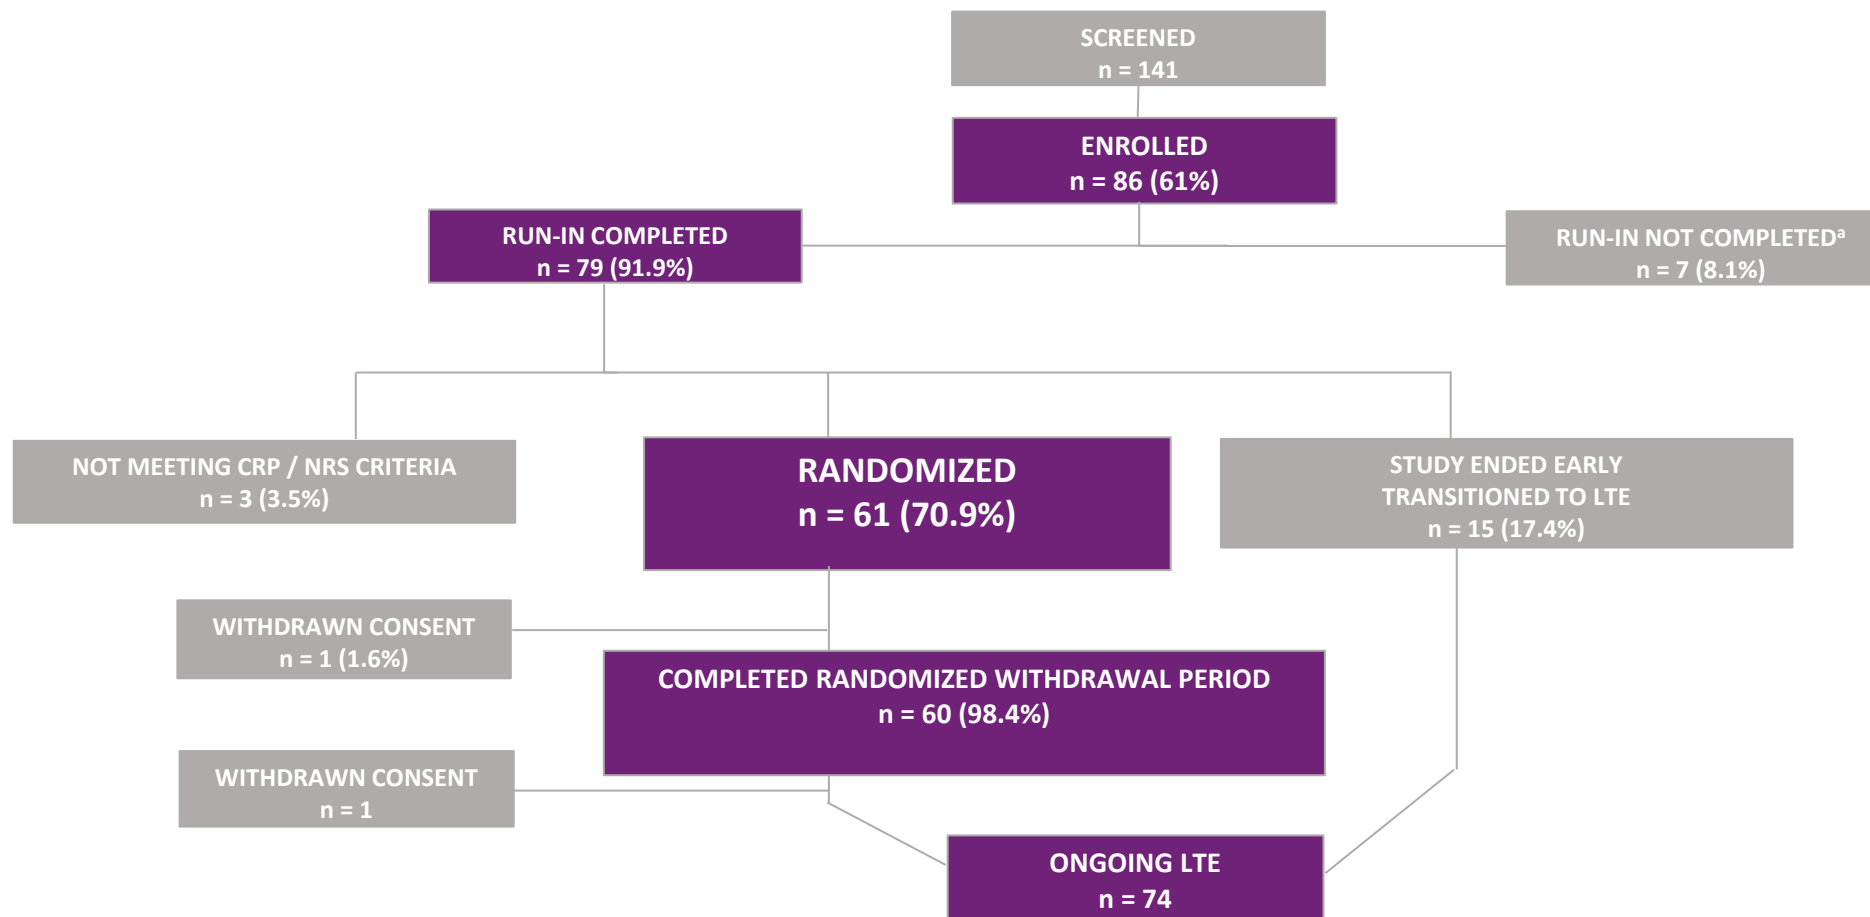 SCREENED
n = 141
ENROLLED
n = 86 (61%)
RUN-IN COMPLETED
n = 79 (91.9%)
RUN-IN NOT COMPLETEDᵃ
n = 7 (8.1%)
NOT MEETING CRP / NRS CRITERIA
n = 3 (3.5%)
RANDOMIZED
n = 61 (70.9%)
STUDY ENDED EARLY
TRANSITIONED TO LTE
n = 15 (17.4%)
WITHDRAWN CONSENT
n = 1 (1.6%)
COMPLETED RANDOMIZED WITHDRAWAL PERIOD
n = 60 (98.4%)
WITHDRAWN CONSENT
n = 1
ONGOING LTE
n = 74